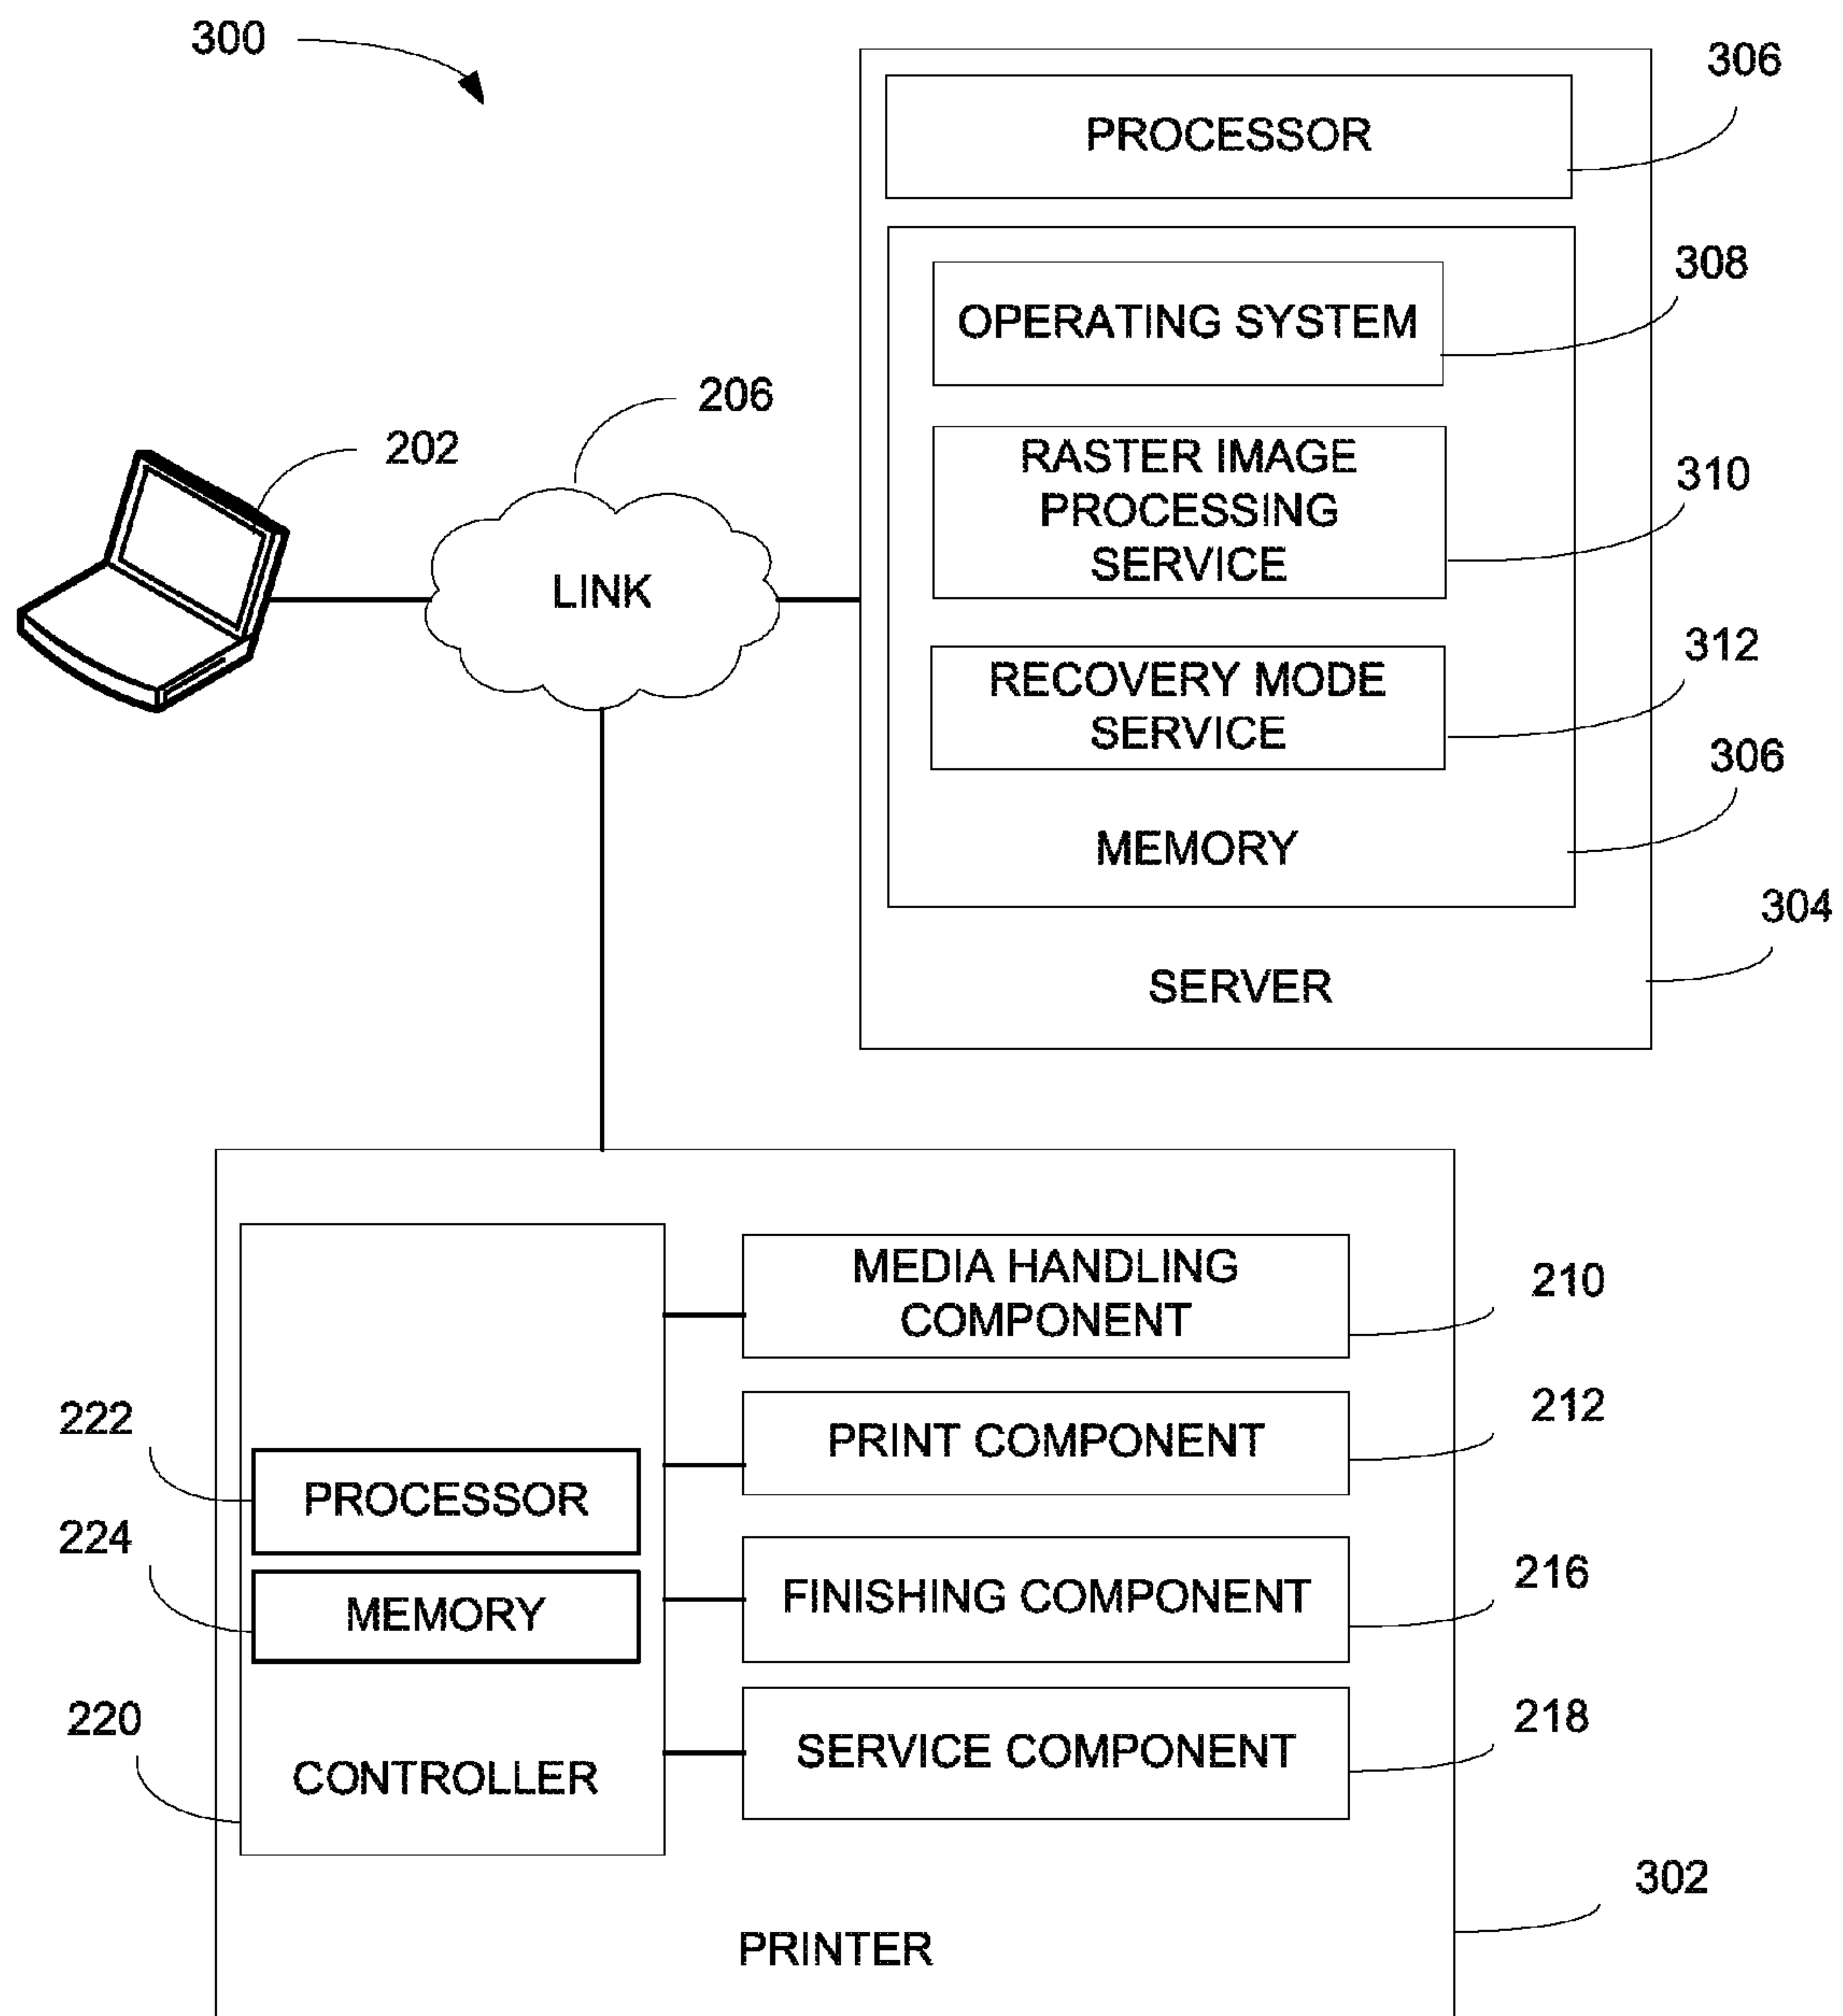 300
306
PROCESSOR
308
OPERATING SYSTEM
206
202
RASTER IMAGE
PROCESSING
SERVICE
310
LINK
312
RECOVERY MODE
SERVICE
306
MEMORY
304
SERVER
MEDIA HANDLING
COMPONENT
210
222
PRINT COMPONENT
212
PROCESSOR
224
MEMORY
FINISHING COMPONENT
216
220
CONTROLLER
SERVICE COMPONENT
218
302
PRINTER